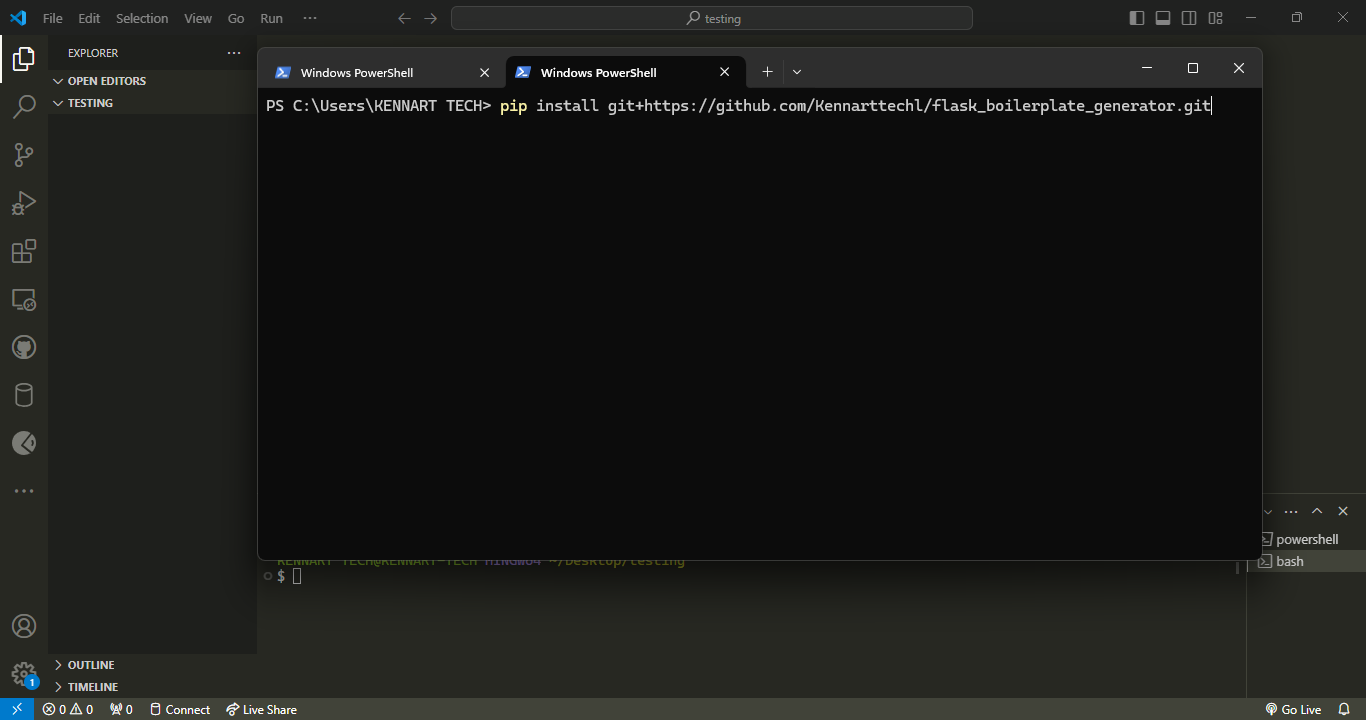 File Edit Selection View Go Run ···
testing
EXPLORER ···
OPEN EDITORS
TESTING
Windows PowerShell
Windows PowerShell
PS C:\Users\KENNART TECH> pip install git+https://github.com/Kennarttechl/flask_boilerplate_generator.git
powershell
bash
KENNART TECH@KENNART-TECH MINGW64 ~/Desktop/testing
$
OUTLINE
TIMELINE
1
0 0 0 Connect Live Share Go Live